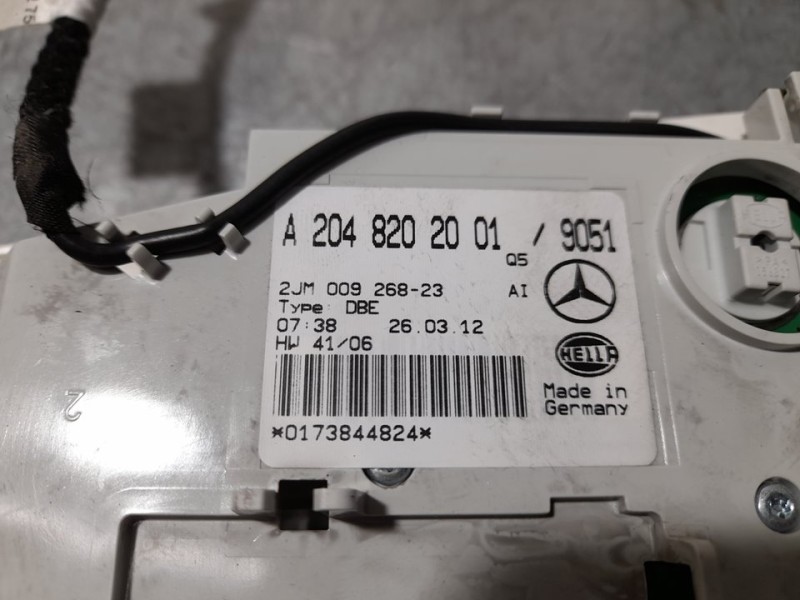 A 204 820 20 01 / 9051
Q5
2JM 009 268-23 AI
Type: DBE
07:38 26.03.12
HW 41/06
HELLA
Made in
Germany
*0173844824*
2